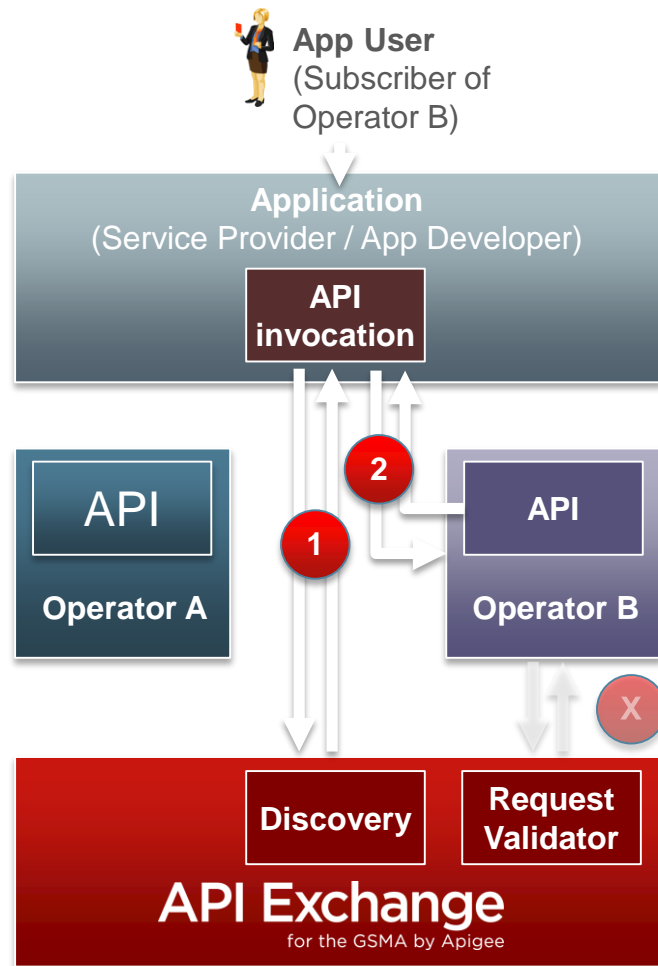 App User
(Subscriber of
Operator B)
Application
(Service Provider / App Developer)
API
invocation
2
API
API
1
Operator A
Operator B
X
Discovery
Request
Validator
API Exchange
for the GSMA by Apigee